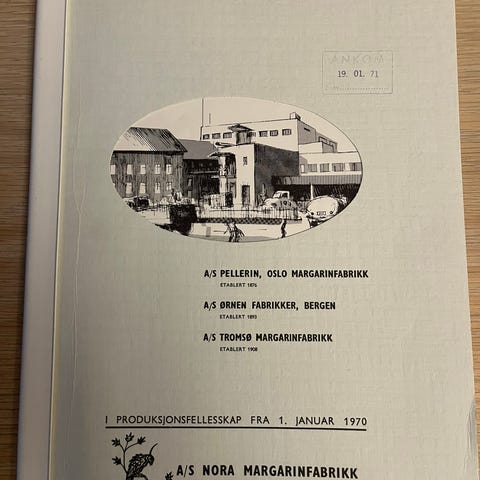 ANKOM
19. 01. 71
A/S PELLERIN, OSLO MARGARINFABRIKK
ETABLERT 1876
A/S ØRNEN FABRIKKER, BERGEN
ETABLERT 1893
A/S TROMSØ MARGARINFABRIKK
ETABLERT 1908
I PRODUKSJONSFELLESSKAP FRA 1. JANUAR 1970
A/S NORA MARGARINFABRIKK